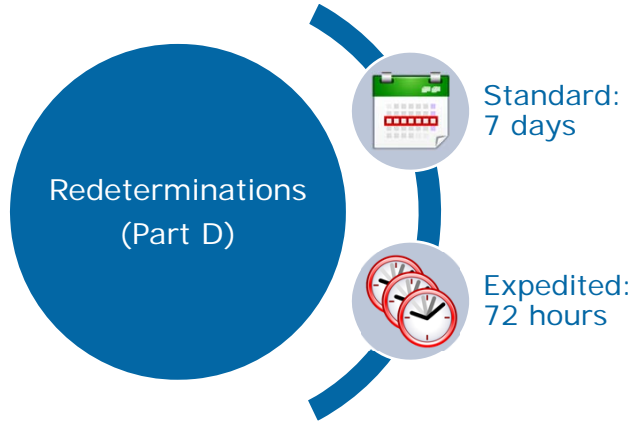 Redeterminations
(Part D)
Standard:
7 days
Expedited:
72 hours